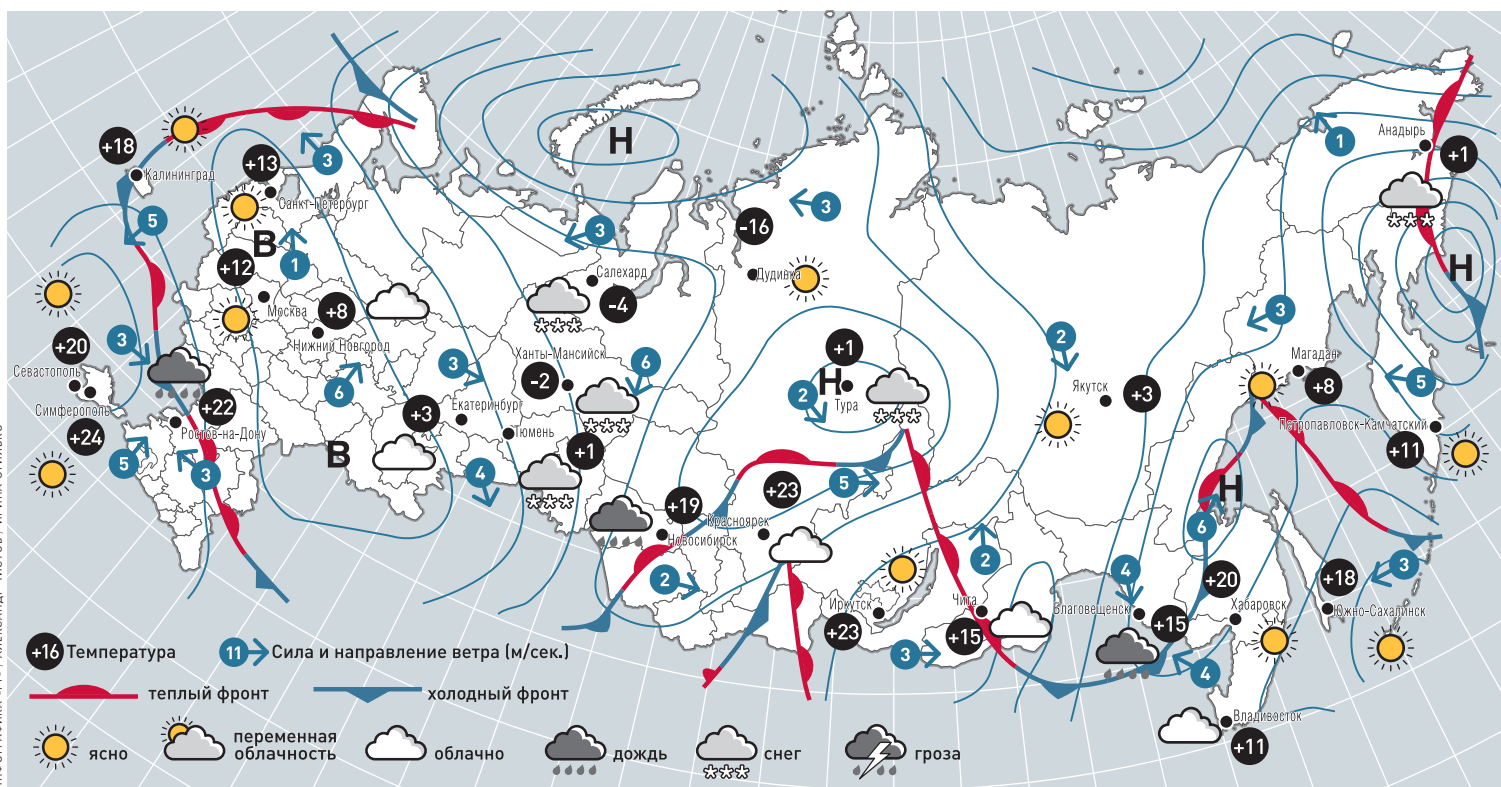 Н
1
Анадырь
+1
+18
Калининград
3
+13
Санкт-Петербург
5
В
1
+12
Москва
+8
Нижний Новгород
3
Салехард
-4
-16
3
Дудинка
Н
3
+20
Севастополь
Симферополь
+24
3
+22
Ростов-на-Дону
5
3
6
В
3
+3
Екатеринбург
Ханты-Мансийск
-2
Тюмень
6
+1
4
+1
Н
2
Тура
2
Якутск
+3
3
Магадан
+8
5
Петропавловск-Камчатский
+11
+19
Новосибирск
+23
Красноярск
5
2
Иркутск
+23
3
2
Чита
+15
4
Благовещенск
+15
Н
6
+20
Хабаровск
4
+18
Южно-Сахалинск
3
Владивосток
+11
+16 Температура
11 Сила и направление ветра (м/сек.)
теплый фронт
холодный фронт
ясно
переменная
облачность
облачно
дождь
снег
гроза